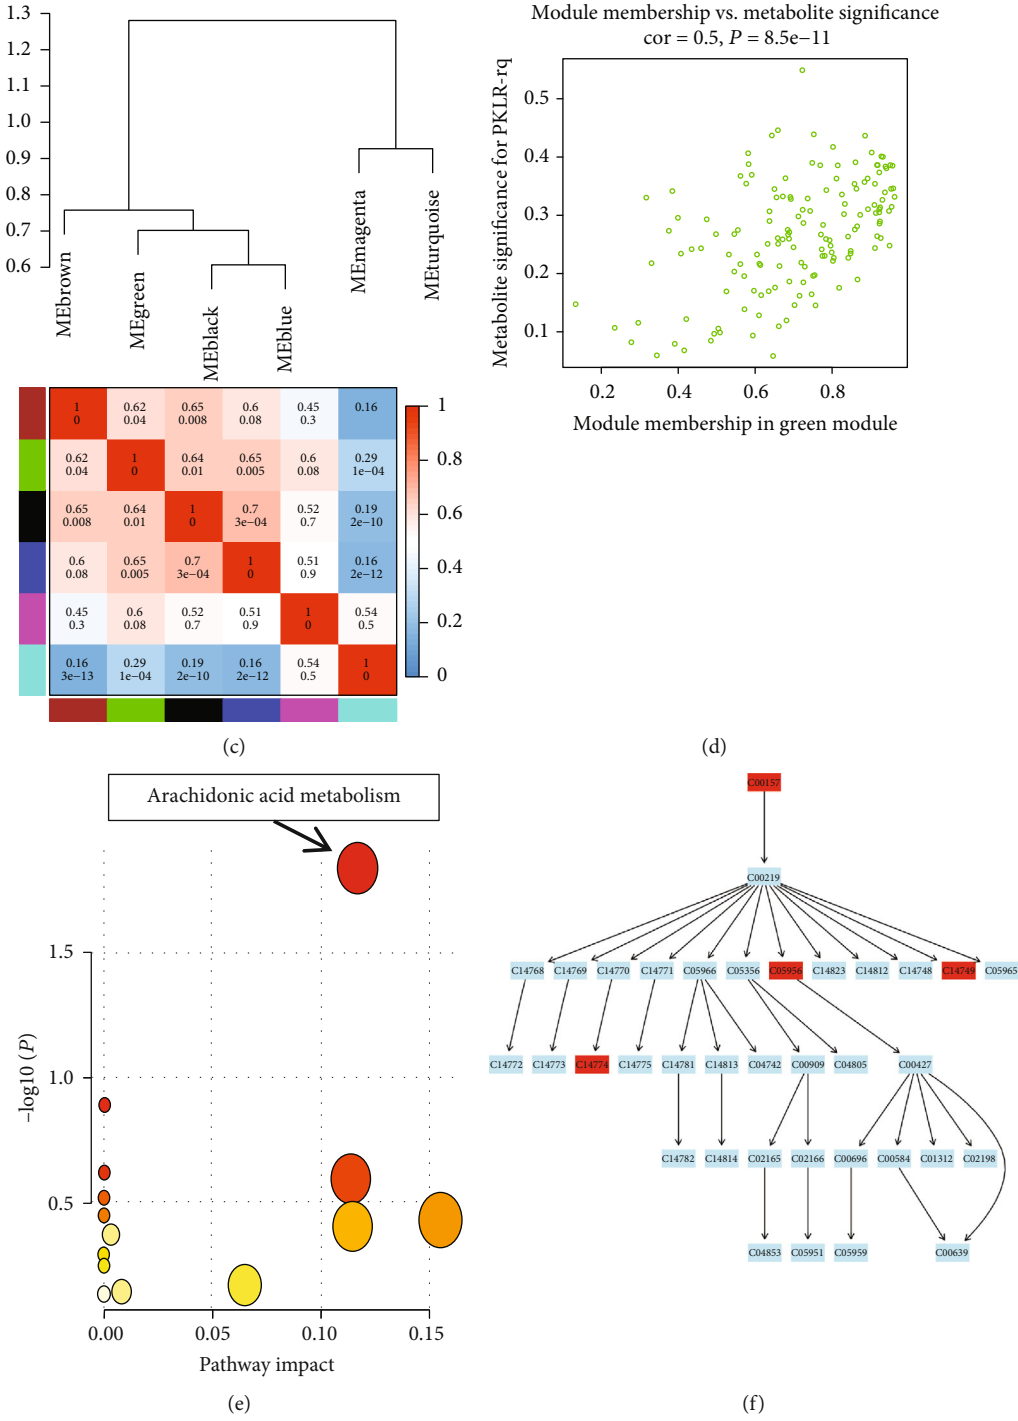 1.3
1.2
1.1
1.0
0.9
0.8
0.7
0.6
MEbrown
MEgreen
MEblack
MEblue
MEmagenta
MEturquoise
1 0.62 0.65 0.6 0.45 0.16
0 0.04 0.008 0.08 0.3
0.62 1 0.64 0.65 0.6 0.29
0.04 0 0.01 0.005 0.08 1e−04
0.65 0.64 1 0.7 0.52 0.19
0.008 0.01 0 3e−04 0.7 2e−10
0.6 0.65 0.7 1 0.51 0.16
0.08 0.005 3e−04 0 0.9 2e−12
0.45 0.6 0.52 0.51 1 0.54
0.3 0.08 0.7 0.9 0 0.5
0.16 0.29 0.19 0.16 0.54 1
3e−13 1e−04 2e−10 2e−12 0.5 0
1
0.8
0.6
0.4
0.2
0
(c)
Module membership vs. metabolite significance
cor = 0.5, P = 8.5e−11
Metabolite significance for PKLR-rq
0.5
0.4
0.3
0.2
0.1
0.2 0.4 0.6 0.8
Module membership in green module
(d)
Arachidonic acid metabolism
−log10 (P)
1.5
1.0
0.5
0.00 0.05 0.10 0.15
Pathway impact
(e)
C00157
C00219
C14768 C14769 C14770 C14771 C05966 C05356 C05956 C14823 C14812 C14748 C14749 C05965
C14772 C14773 C14774 C14775 C14781 C14813 C04742 C00909 C04805 C00427
C14782 C14814 C02165 C02166 C00696 C00584 C01312 C02198
C04853 C05951 C05959 C00639
(f)